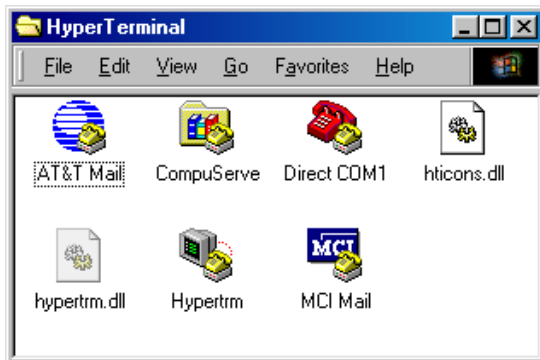 HyperTerminal
File Edit View Go Favorites Help
AT&T Mail CompuServe Direct COM1 hticons.dll
MCI
hypertrm.dll Hypertrm MCI Mail